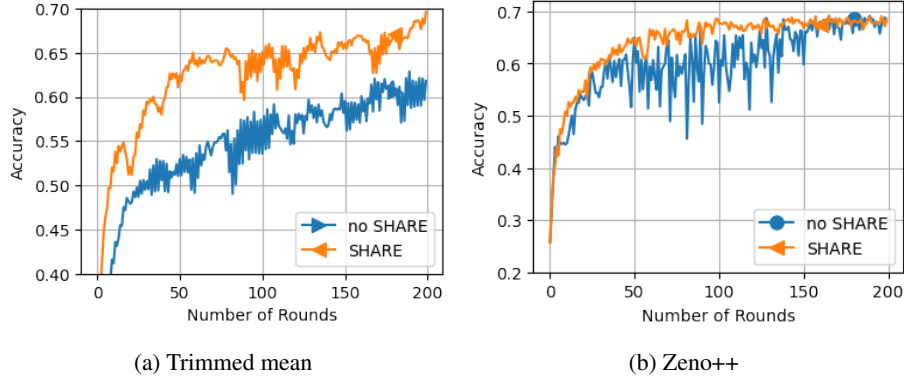 0.70
0.65
0.60
0.55
0.50
0.45
0.40
Accuracy
0 50 100 150 200
Number of Rounds
no SHARE
SHARE
(a) Trimmed mean
0.7
0.6
0.5
0.4
0.3
0.2
Accuracy
0 50 100 150 200
Number of Rounds
no SHARE
SHARE
(b) Zeno++